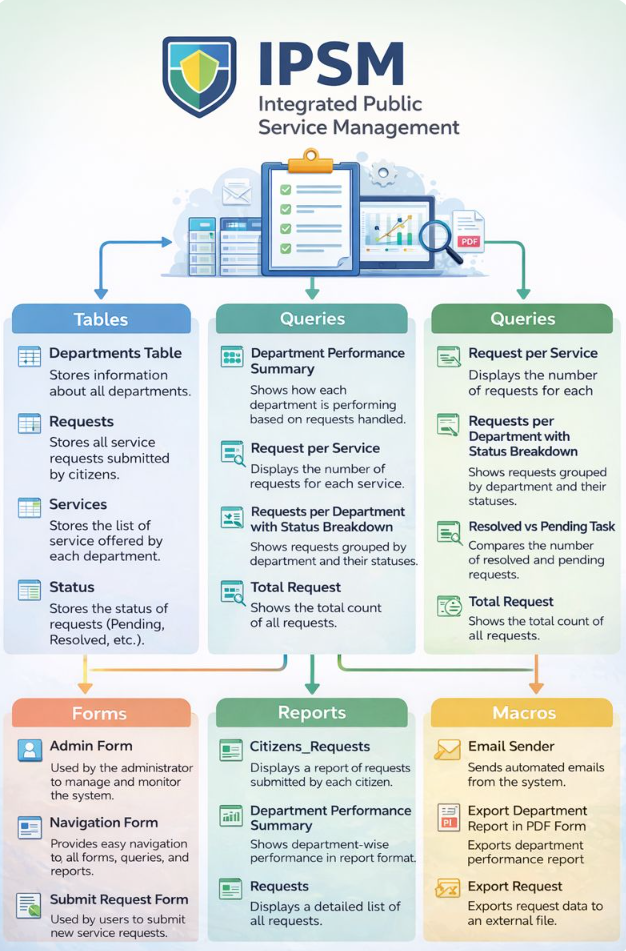 IPSM
Integrated Public
Service Management
PDF
Tables
Departments Table
Stores information
about all departments.
Requests
Stores all service
requests submitted
by citizens.
Services
Stores the list of
service offered by
each department.
Status
Stores the status of
requests (Pending,
Resolved, etc.).
Queries
Department Performance
Summary
Shows how each
department is performing
based on requests handled.
Request per Service
Displays the number of
requests for each service.
Requests per Department
with Status Breakdown
Shows requests grouped by
department and their statuses.
Total Request
Shows the total count
of all requests.
Queries
Request per Service
Displays the number
of requests for each
Requests per
Department with
Status Breakdown
Shows requests grouped
by department and their
statuses.
Resolved vs Pending Task
Compares the number
of resolved and pending
requests.
Total Request
Shows the total count of
all requests.
Forms
Admin Form
Used by the administrator
to manage and monitor
the system.
Navigation Form
Provides easy navigation
to, all forms, queries, and
reports.
Submit Request Form
Used by users to submit
new service requests.
Reports
Citizens_Requests
Displays a report of requests
submitted by each citizen.
Department Performance
Summary
Shows department-wise
performance in report format.
Requests
Displays a detailed list of
all requests.
Macros
Email Sender
Sends automated emails
from the system.
Export Department
Report in PDF Form
Exports department
performance report
Export Request
Exports request data to
an external file.